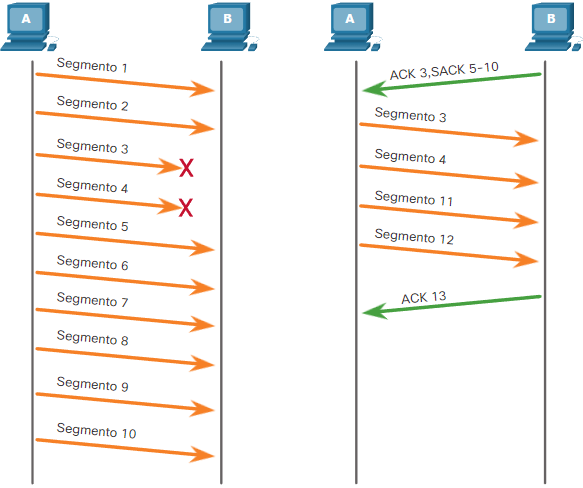 A
B
Segmento 1
Segmento 2
Segmento 3
X
Segmento 4
X
Segmento 5
Segmento 6
Segmento 7
Segmento 8
Segmento 9
Segmento 10
A
B
ACK 3,SACK 5-10
Segmento 3
Segmento 4
Segmento 11
Segmento 12
ACK 13